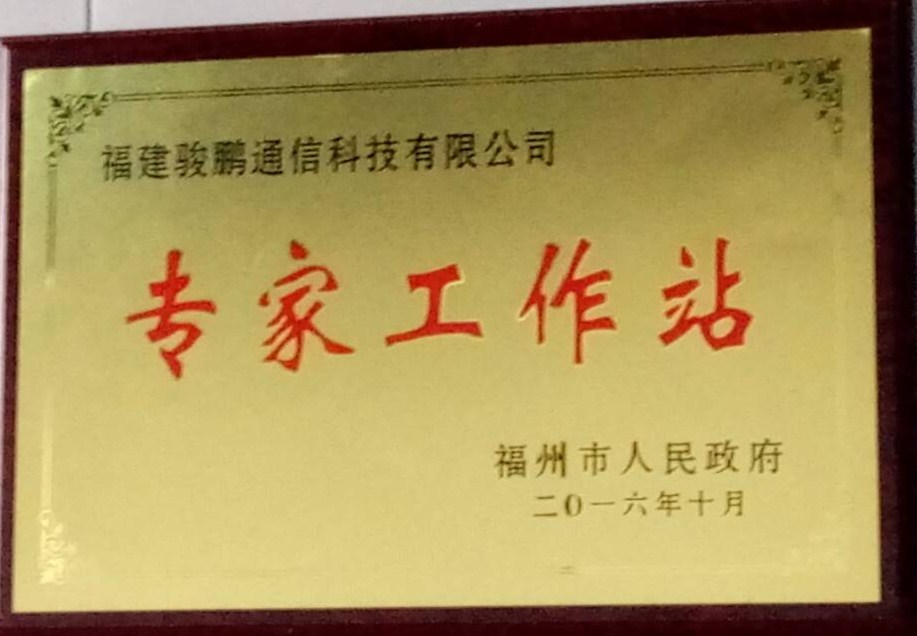 福建骏鹏通信科技有限公司
专家工作站
福州市人民政府
二0一六年十月